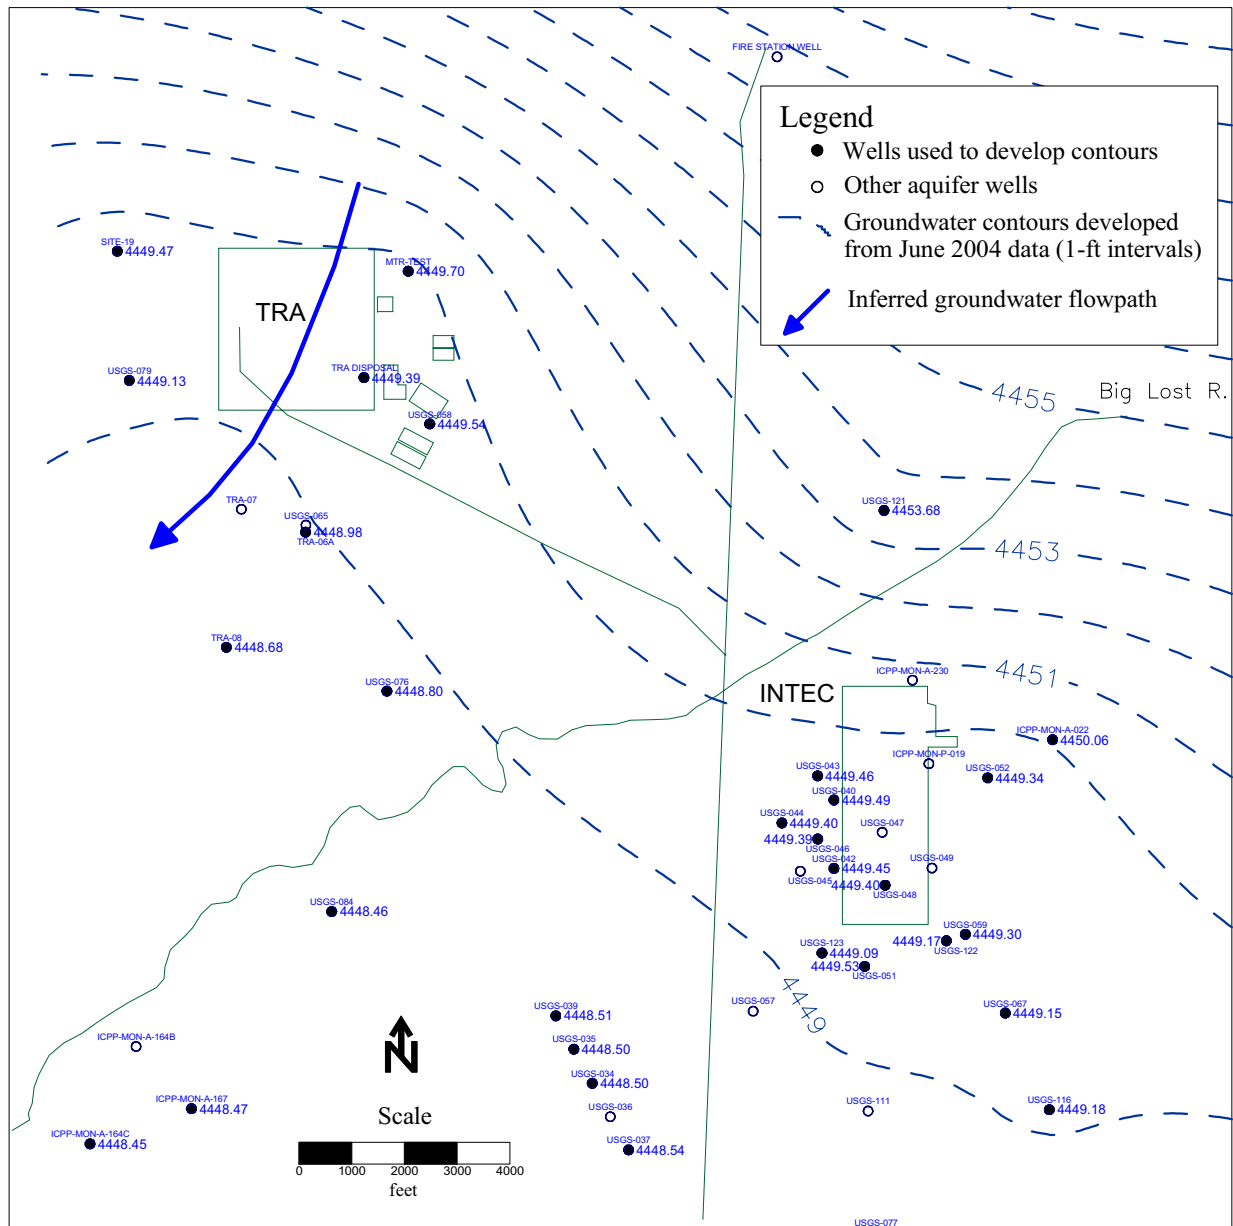 FIRE STATION WELL
Legend
Wells used to develop contours
Other aquifer wells
Groundwater contours developed
from June 2004 data (1-ft intervals)
Inferred groundwater flowpath
SITE-19
4449.47
MTR-TEST
4449.70
TRA
USGS-079
4449.13
TRA DISPOSAL
4449.39
USGS-058
4449.54
4455
Big Lost R.
TRA-07
USGS-065
4448.98
TRA-06A
USGS-121
4453.68
4453
TRA-08
4448.68
USGS-076
4448.80
4451
ICPP-MON-A-230
INTEC
ICPP-MON-A-022
4450.06
ICPP-MON-P-019
USGS-043
4449.46
USGS-052
4449.34
USGS-040
4449.49
USGS-044
4449.40
USGS-047
4449.39
USGS-046
USGS-042
4449.45
USGS-049
USGS-045
4449.40
USGS-048
USGS-084
4448.46
USGS-059
4449.30
4449.17
USGS-122
USGS-123
4449.09
4449.53
USGS-051
4449
USGS-039
4448.51
USGS-057
USGS-067
4449.15
ICPP-MON-A-164B
USGS-035
4448.50
USGS-034
4448.50
ICPP-MON-A-167
4448.47
N
Scale
USGS-036
USGS-111
USGS-116
4449.18
ICPP-MON-A-164C
4448.45
USGS-037
4448.54
0 1000 2000 3000 4000
feet
USGS-077